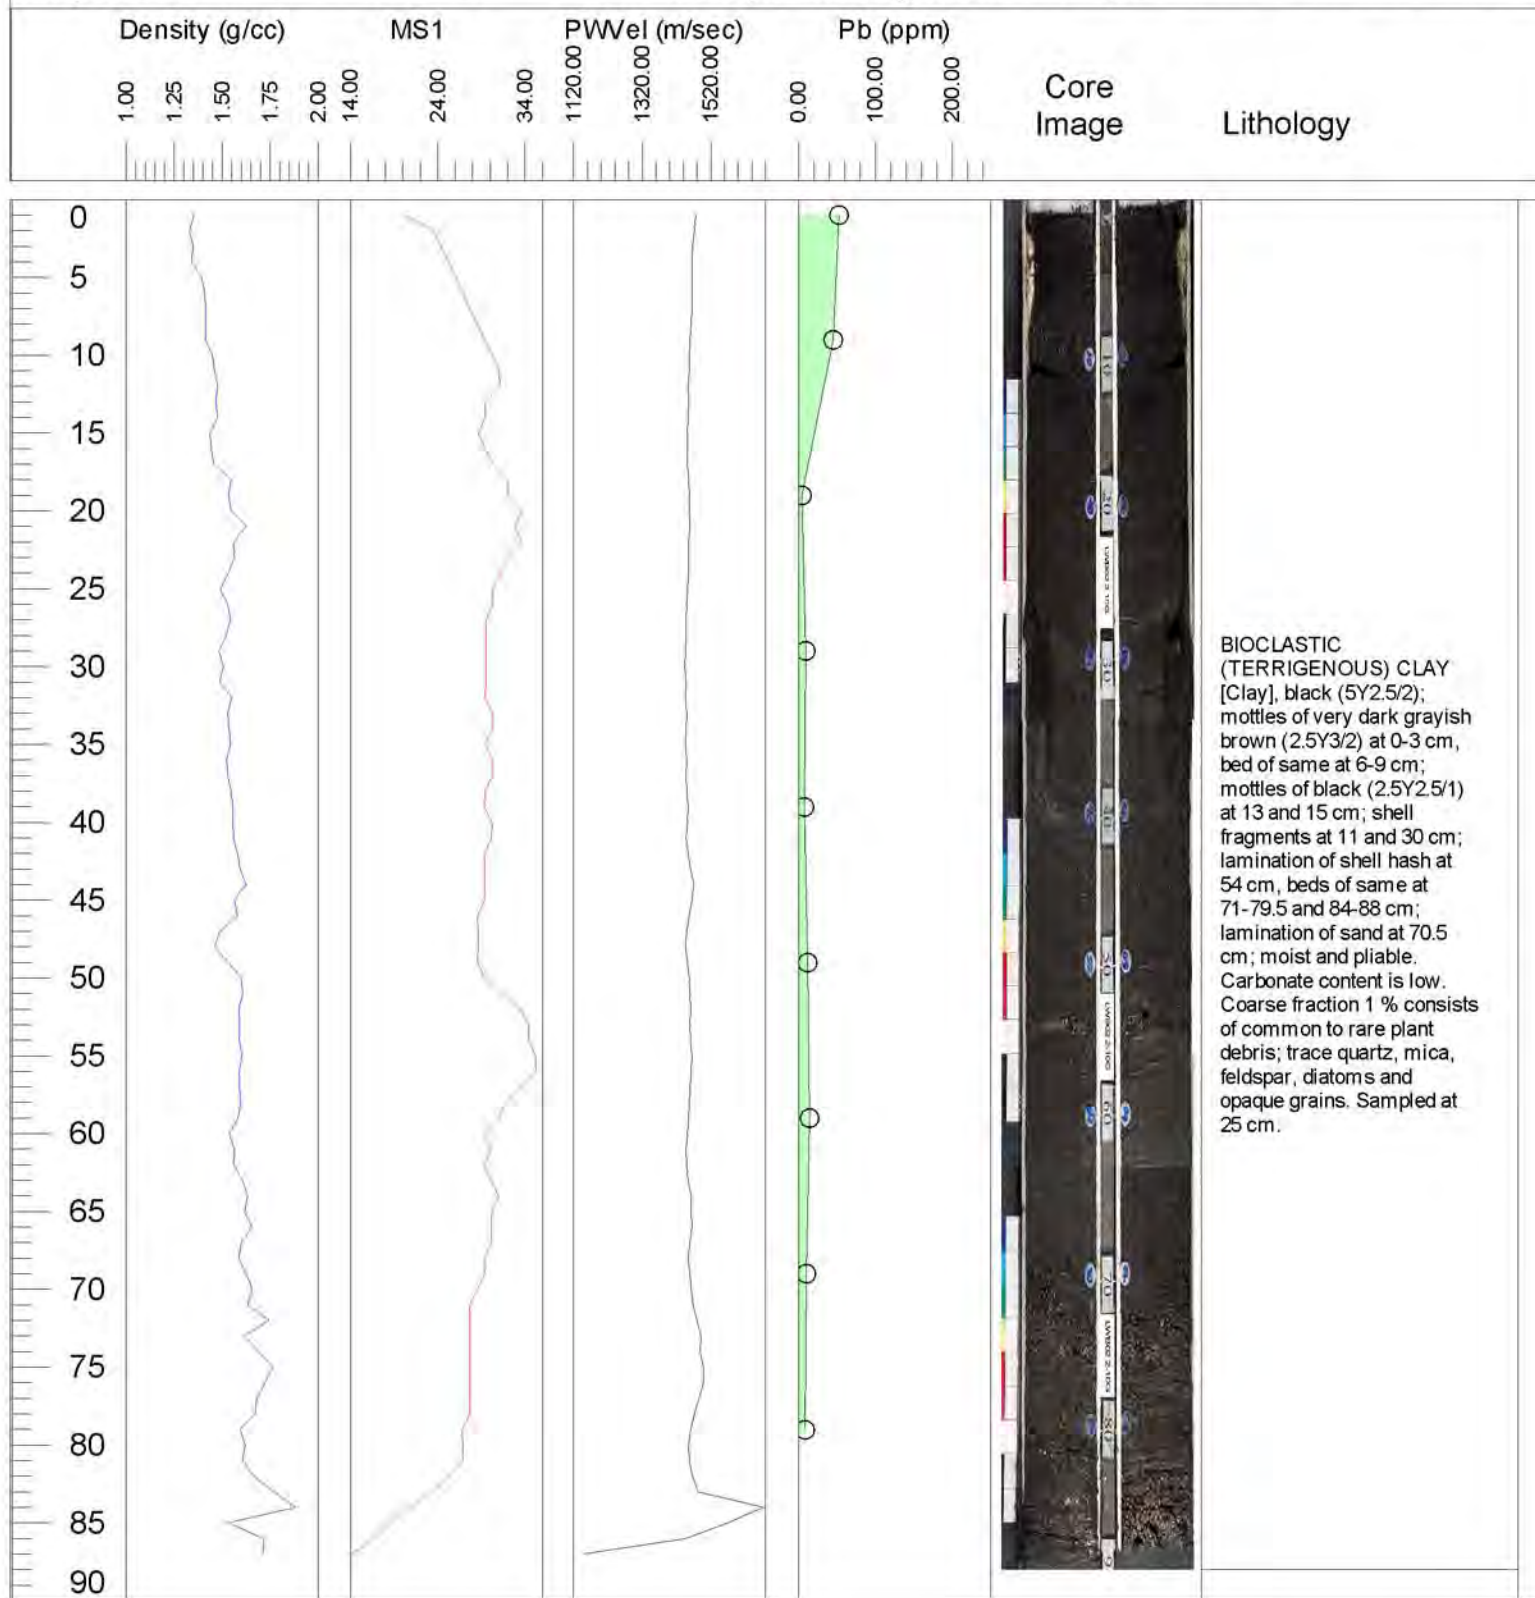 Density (g/cc)
MS1
PWVel (m/sec)
Pb (ppm)
1.00
1.25
1.50
1.75
2.00
14.00
24.00
34.00
1120.00
1320.00
1520.00
0.00
100.00
200.00
Core
Image
Lithology
0
5
10
15
20
25
30
35
40
45
50
55
60
65
70
75
80
85
90
10
20
30
40
50
60
70
80
BIOCLASTIC
(TERRIGENOUS) CLAY
[Clay], black (5Y2.5/2);
mottles of very dark grayish
brown (2.5Y3/2) at 0-3 cm,
bed of same at 6-9 cm;
mottles of black (2.5Y2.5/1)
at 13 and 15 cm; shell
fragments at 11 and 30 cm;
lamination of shell hash at
54 cm, beds of same at
71-79.5 and 84-88 cm;
lamination of sand at 70.5
cm; moist and pliable.
Carbonate content is low.
Coarse fraction 1 % consists
of common to rare plant
debris; trace quartz, mica,
feldspar, diatoms and
opaque grains. Sampled at
25 cm.